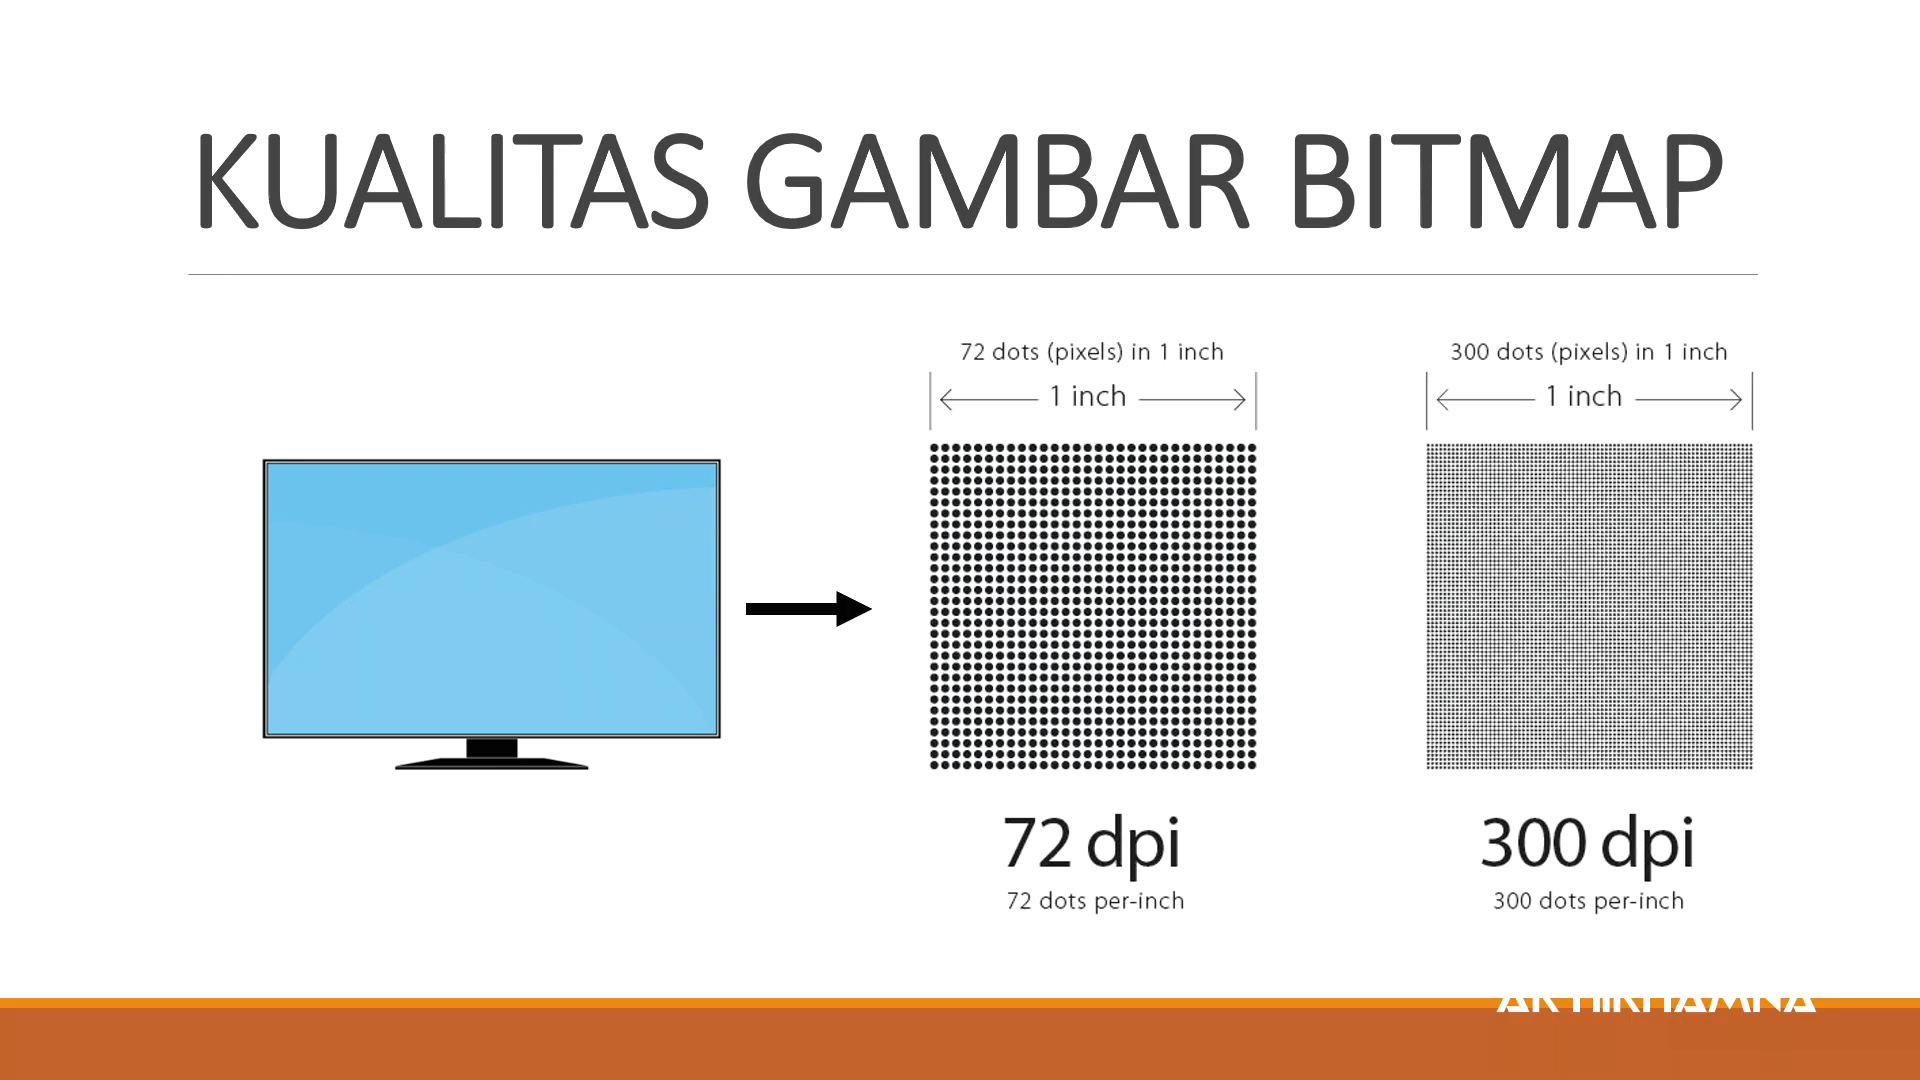 KUALITAS GAMBAR BITMAP
72 dots (pixels) in 1 inch
1 inch
72 dpi
72 dots per-inch
300 dots (pixels) in 1 inch
1 inch
300 dpi
300 dots per-inch